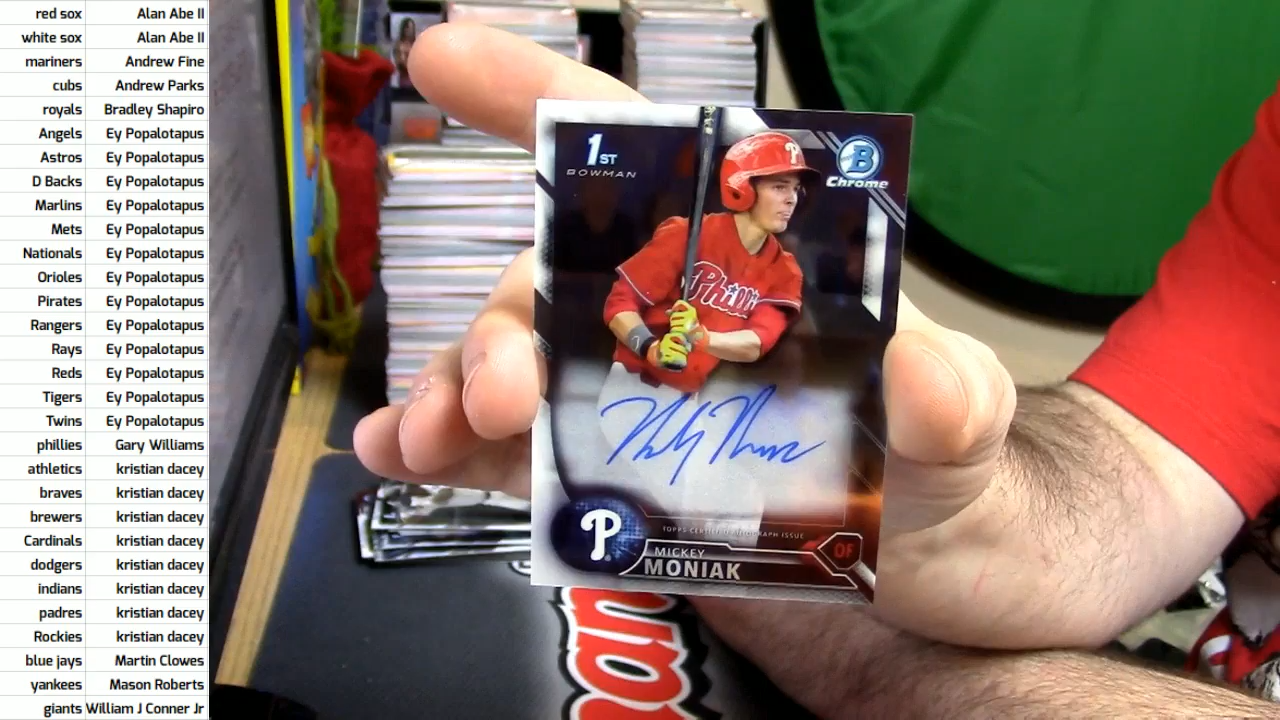 red sox Alan Abe II
white sox Alan Abe II
mariners Andrew Fine
cubs Andrew Parks
royals Bradley Shapiro
Angels Ey Popalotapus
Astros Ey Popalotapus
D Backs Ey Popalotapus
Marlins Ey Popalotapus
Mets Ey Popalotapus
Nationals Ey Popalotapus
Orioles Ey Popalotapus
Pirates Ey Popalotapus
Rangers Ey Popalotapus
Rays Ey Popalotapus
Reds Ey Popalotapus
Tigers Ey Popalotapus
Twins Ey Popalotapus
phillies Gary Williams
athletics kristian dacey
braves kristian dacey
brewers kristian dacey
Cardinals kristian dacey
dodgers kristian dacey
indians kristian dacey
padres kristian dacey
Rockies kristian dacey
blue jays Martin Clowes
yankees Mason Roberts
giants William J Conner Jr
1ST
BOWMAN
B
Chrome
P
Philli
P
TOPPS CERTIFIED AUTOGRAPH ISSUE
MICKEY
MONIAK
OF